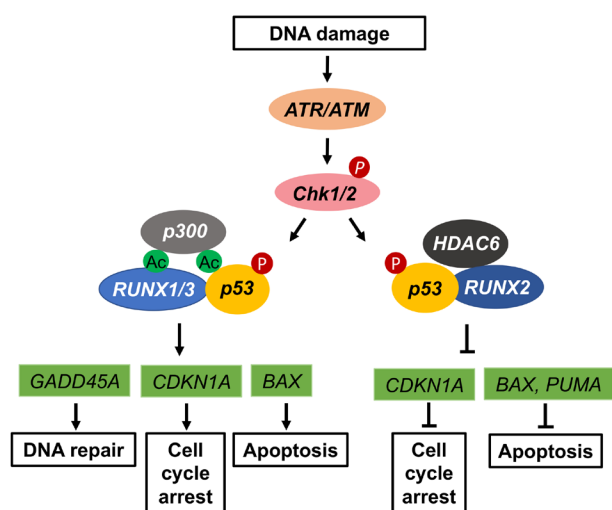 DNA damage
ATR/ATM
P
Chk1/2
p300
Ac
Ac
P
RUNX1/3
p53
HDAC6
P
p53
RUNX2
GADD45A
CDKN1A
BAX
CDKN1A
BAX, PUMA
DNA repair
Cell
cycle
arrest
Apoptosis
Cell
cycle
arrest
Apoptosis